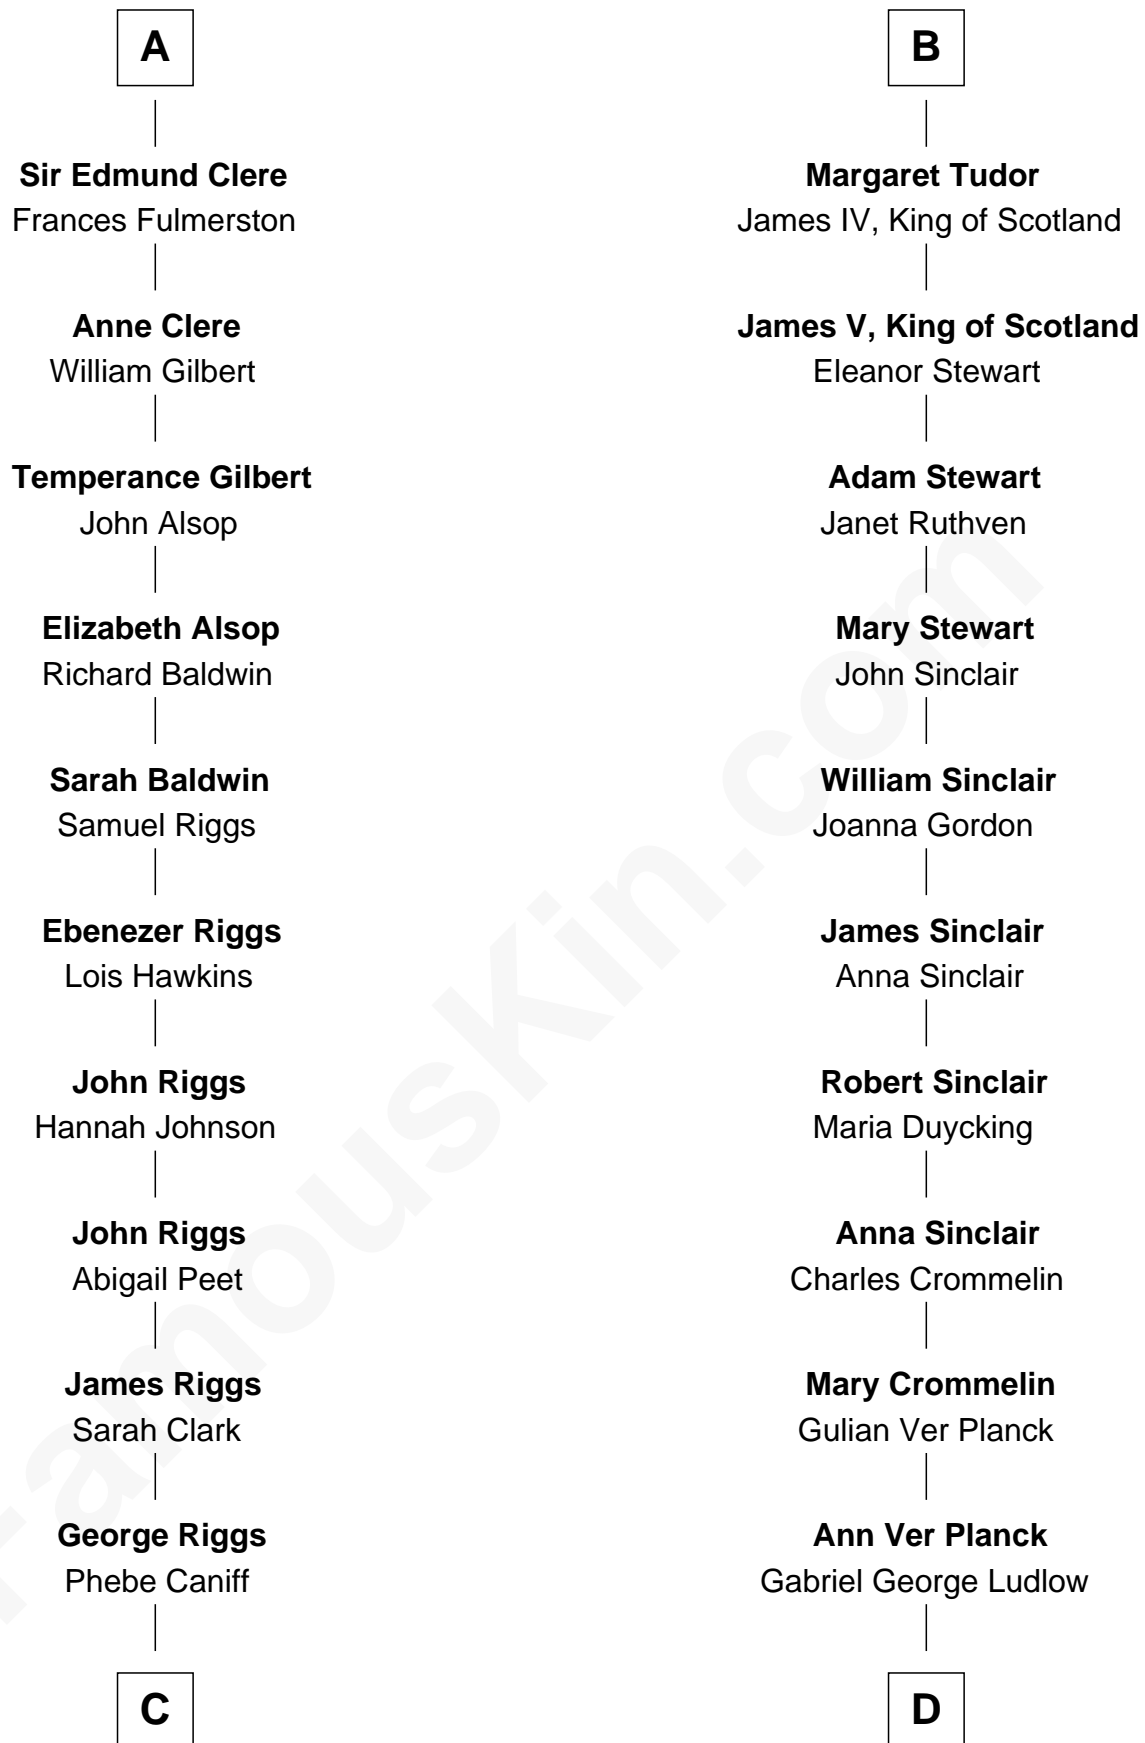 A
Sir Edmund Clere
Frances Fulmerston
Anne Clere
William Gilbert
Temperance Gilbert
John Alsop
Elizabeth Alsop
Richard Baldwin
Sarah Baldwin
Samuel Riggs
Ebenezer Riggs
Lois Hawkins
John Riggs
Hannah Johnson
John Riggs
Abigail Peet
James Riggs
Sarah Clark
George Riggs
Phebe Caniff
C
B
Margaret Tudor
James IV, King of Scotland
James V, King of Scotland
Eleanor Stewart
Adam Stewart
Janet Ruthven
Mary Stewart
John Sinclair
William Sinclair
Joanna Gordon
James Sinclair
Anna Sinclair
Robert Sinclair
Maria Duycking
Anna Sinclair
Charles Crommelin
Mary Crommelin
Gulian Ver Planck
Ann Ver Planck
Gabriel George Ludlow
D
FamousKin.com